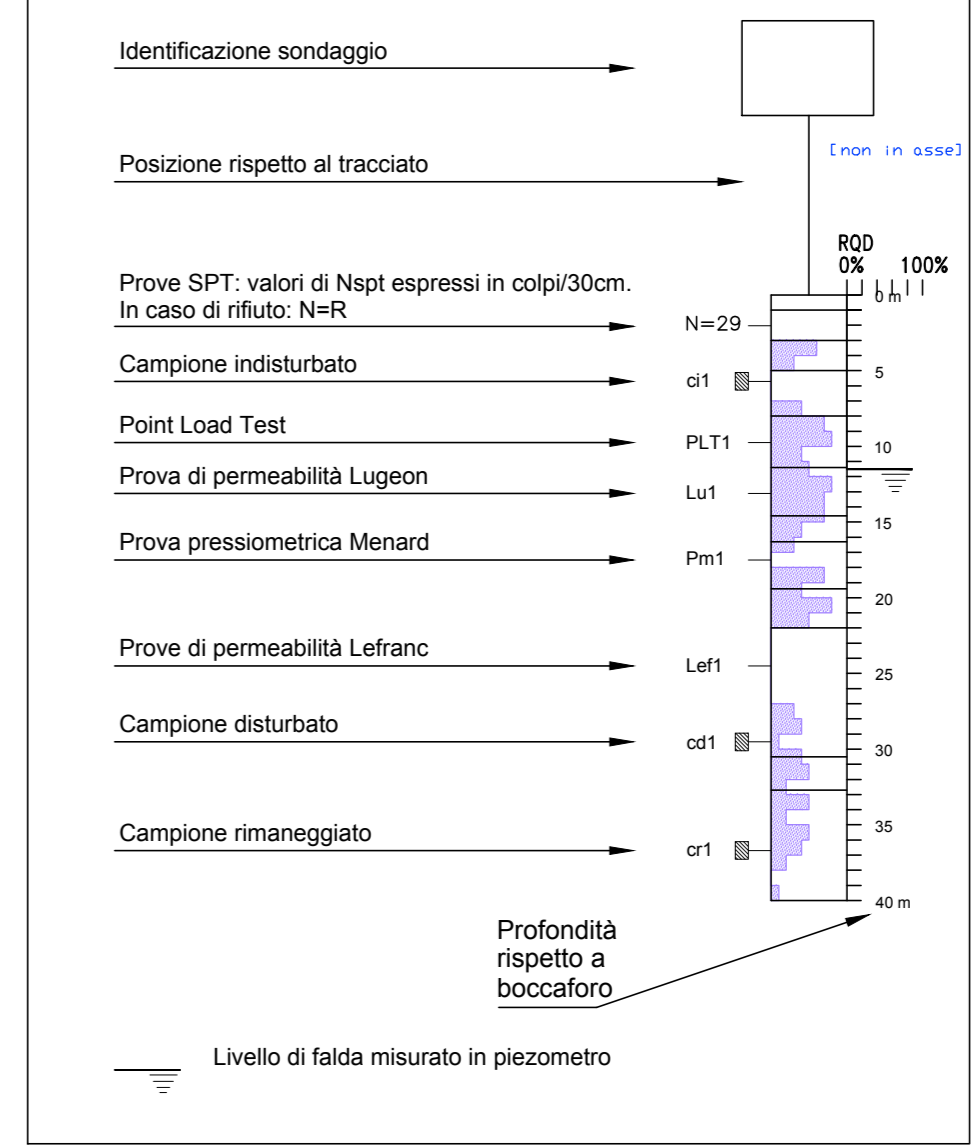 Identificazione sondaggio
[non in asse]
Posizione rispetto al tracciato
RQD
0% 100%
0 m
Prove SPT: valori di Nspt espressi in colpi/30cm.
In caso di rifiuto: N=R
N=29
Campione indisturbato
ci1
5
Point Load Test
PLT1
10
Prova di permeabilità Lugeon
Lu1
15
Prova pressiometrica Menard
Pm1
20
Prove di permeabilità Lefranc
Lef1
25
Campione disturbato
cd1
30
Campione rimaneggiato
cr1
35
40 m
Profondità
rispetto a
boccaforo
Livello di falda misurato in piezometro